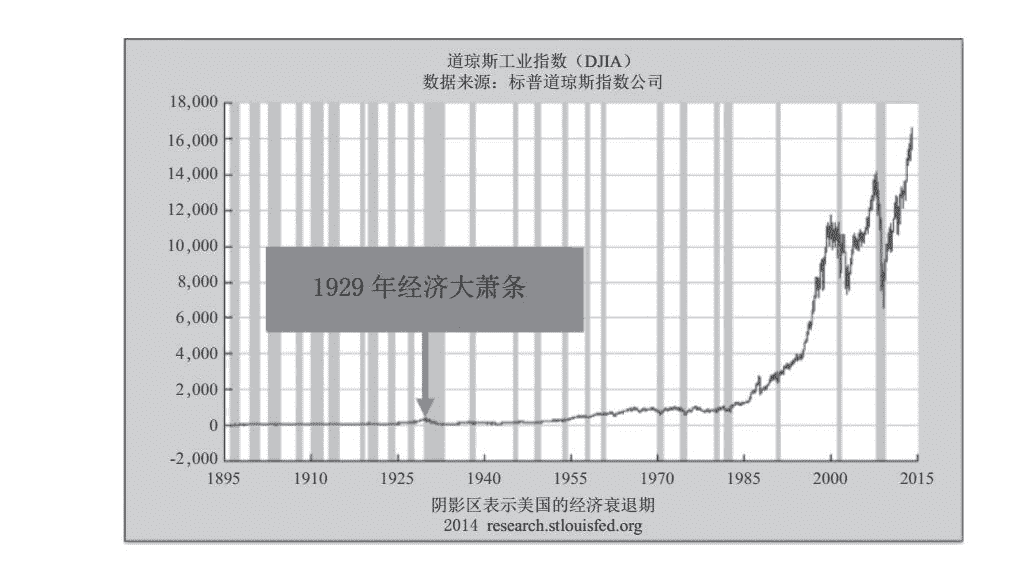 道琼斯工业指数（DJIA）
数据来源：标普道琼斯指数公司
18,000
16,000
14,000
12,000
10,000
8,000
6,000
4,000
2,000
0
-2,000
1929 年经济大萧条
1895 1910 1925 1940 1955 1970 1985 2000 2015
阴影区表示美国的经济衰退期
2014 research.stlouisfed.org